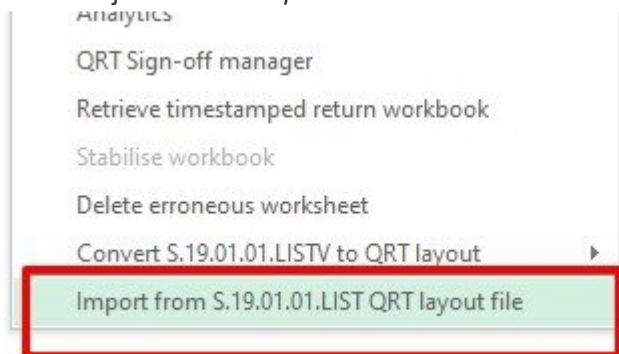 Analytics
QRT Sign-off manager
Retrieve timestamped return workbook
Stabilise workbook
Delete erroneous worksheet
Convert S.19.01.01.LISTV to QRT layout
Import from S.19.01.01.LIST QRT layout file